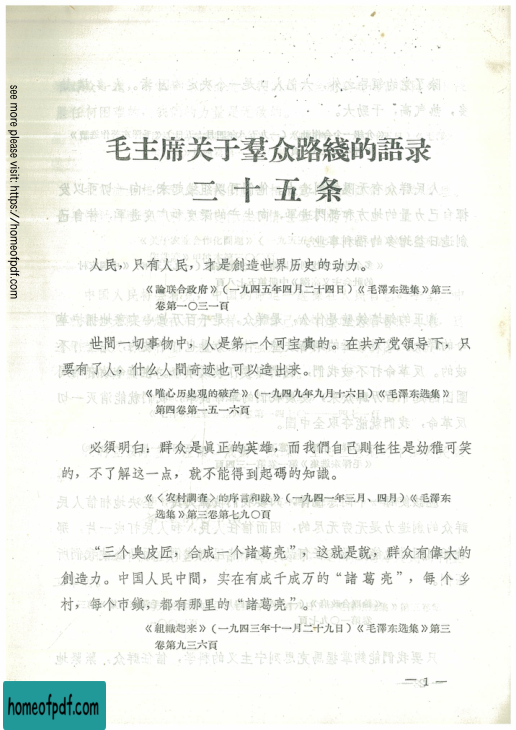 毛主席关于羣众路綫的語录
二十五条
人民，只有人民，才是創造世界历史的动力。
《論联合政府》（一九四五年四月二十四日）《毛澤东选集》第三
卷第一〇三一頁
世間一切事物中，人是第一个可宝貴的。在共产党領导下，只
要有了人，什么人間奇迹也可以造出来。
《唯心历史观的破产》（一九四九年九月十六日）《毛澤东选集》
第四卷第一五一六頁
必須明白：群众是眞正的英雄，而我們自己則往往是幼稚可笑
的，不了解这一点，就不能得到起碼的知識。
《〈农村調查〉的序言和跋》（一九四一年三月、四月）《毛澤东
选集》第三卷第七九〇頁
“三个臭皮匠，合成一个諸葛亮”，这就是說，群众有偉大的
創造力。中国人民中間，实在有成千成万的“諸葛亮”，每个乡
村，每个市鎭，都有那里的“諸葛亮”。
《組織起来》（一九四三年十一月二十九日）《毛澤东选集》第三
卷第九三六頁
— 1 —
see more please visit: https://homeofpdf.com
homeofpdf.com